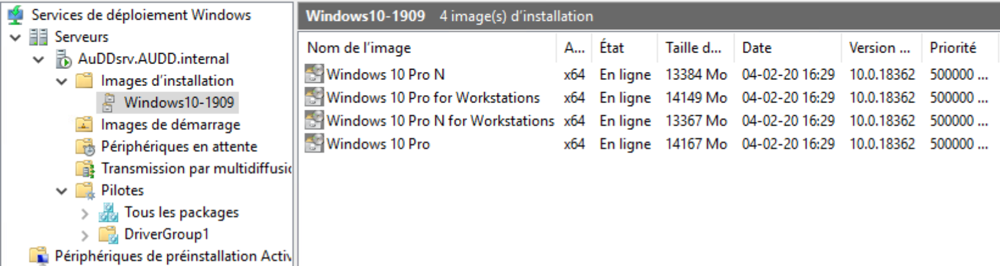 Services de déploiement Windows
Serveurs
AuDDsrv.AUDD.internal
Images d'installation
Windows10-1909
Images de démarrage
Périphériques en attente
Transmission par multidiffusio
Pilotes
Tous les packages
DriverGroup1
Périphériques de préinstallation Activ
Windows10-1909 4 image(s) d'installation
Nom de l'image A... État Taille d... Date Version ... Priorité
Windows 10 Pro N x64 En ligne 13384 Mo 04-02-20 16:29 10.0.18362 500000 ...
Windows 10 Pro for Workstations x64 En ligne 14149 Mo 04-02-20 16:29 10.0.18362 500000 ...
Windows 10 Pro N for Workstations x64 En ligne 13367 Mo 04-02-20 16:29 10.0.18362 500000 ...
Windows 10 Pro x64 En ligne 14167 Mo 04-02-20 16:29 10.0.18362 500000 ...